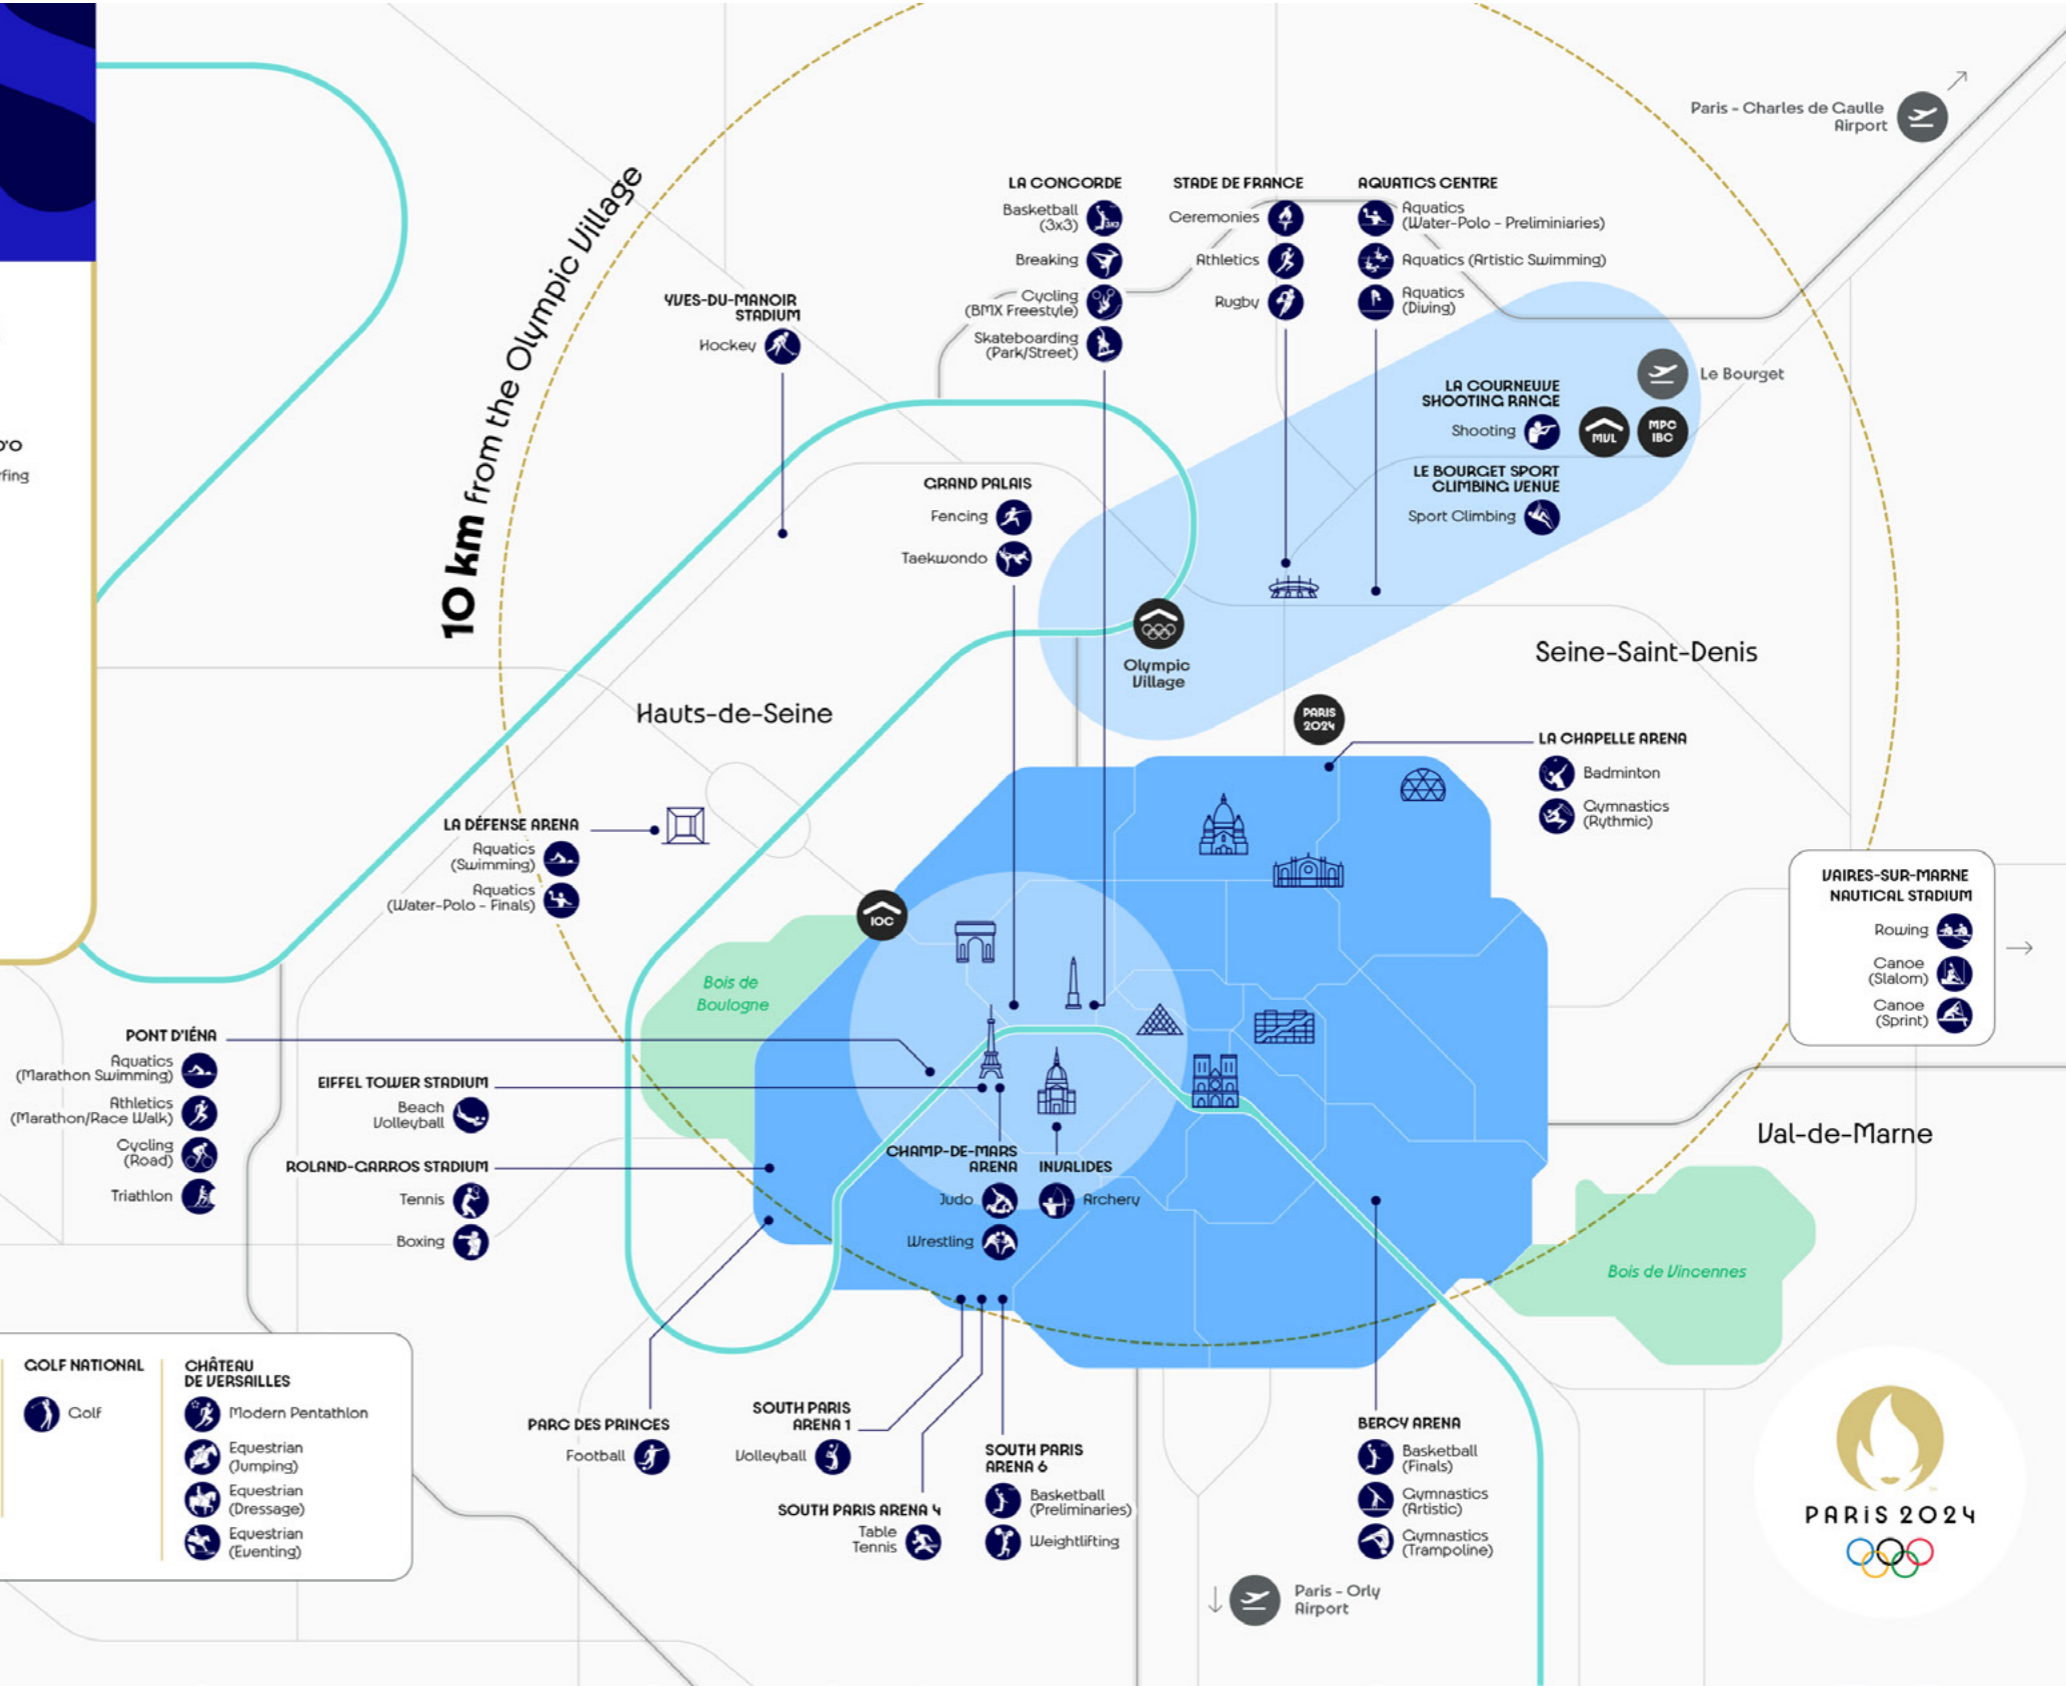 10 km from the Olympic Village
Paris - Charles de Gaulle
Airport
LA CONCORDE
Basketball
(3x3)
3X3
Breaking
Cycling
(BMX Freestyle)
Skateboarding
(Park/Street)
STADE DE FRANCE
Ceremonies
Athletics
Rugby
AQUATICS CENTRE
Aquatics
(Water-Polo - Preliminiaries)
Aquatics (Artistic Swimming)
Aquatics
(Diving)
YVES-DU-MANOIR
STADIUM
Hockey
Le Bourget
LA COURNEUVE
SHOOTING RANGE
Shooting
MVL
MPC
IBC
LE BOURGET SPORT
CLIMBING VENUE
Sport Climbing
D'O
rfing
GRAND PALAIS
Fencing
Taekwondo
Olympic
Village
Seine-Saint-Denis
Hauts-de-Seine
PARIS
2024
LA CHAPELLE ARENA
Badminton
Gymnastics
(Rythmic)
LA DÉFENSE ARENA
Aquatics
(Swimming)
Aquatics
(Water-Polo - Finals)
IOC
VAIRES-SUR-MARNE
NAUTICAL STADIUM
Rowing
Canoe
(Slalom)
Canoe
(Sprint)
Bois de
Boulogne
PONT D'IÉNA
Aquatics
(Marathon Swimming)
Athletics
(Marathon/Race Walk)
Cycling
(Road)
Triathlon
EIFFEL TOWER STADIUM
Beach
Volleyball
ROLAND-GARROS STADIUM
Tennis
Boxing
CHAMP-DE-MARS
ARENA
Judo
Wrestling
INVALIDES
Archery
Val-de-Marne
Bois de Vincennes
GOLF NATIONAL
Golf
CHÂTEAU
DE VERSAILLES
Modern Pentathlon
Equestrian
(Jumping)
Equestrian
(Dressage)
Equestrian
(Eventing)
PARC DES PRINCES
Football
SOUTH PARIS
ARENA 1
Volleyball
SOUTH PARIS ARENA 4
Table
Tennis
SOUTH PARIS
ARENA 6
Basketball
(Preliminaries)
Weightlifting
BERCY ARENA
Basketball
(Finals)
Gymnastics
(Artistic)
Gymnastics
(Trampoline)
Paris - Orly
Airport
PARIS 2024